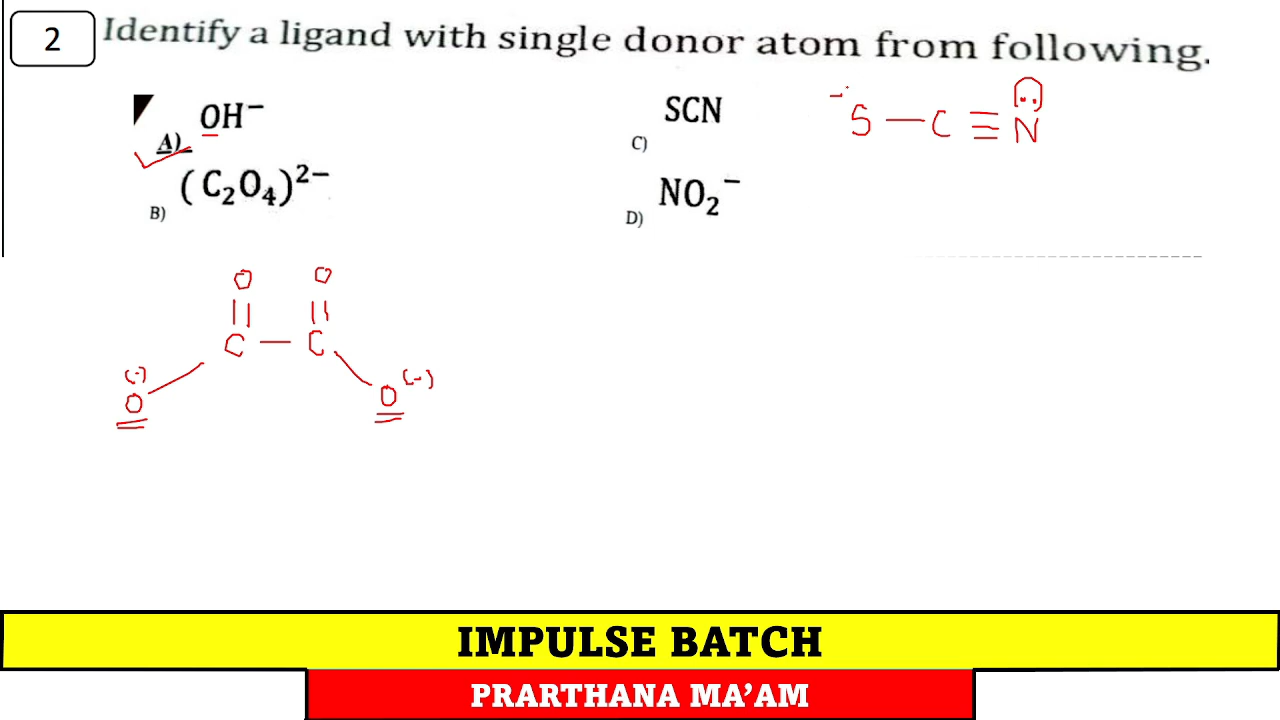 2 Identify a ligand with single donor atom from following.
A) OH⁻
B) (C₂O₄)²⁻
C) SCN
D) NO₂⁻
⁻S — C ≡ N
O O
|| ||
C — C
(-) (-)
O O
IMPULSE BATCH
PRARTHANA MA'AM